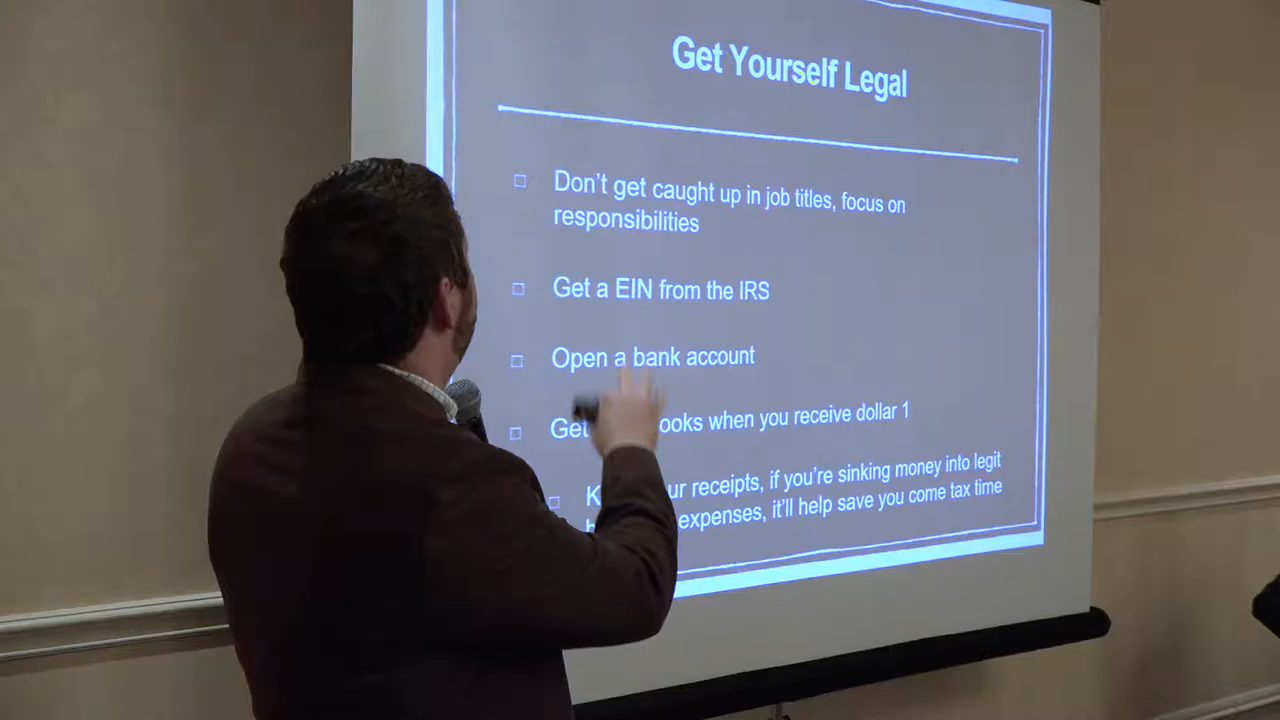 Get Yourself Legal
Don't get caught up in job titles, focus on
responsibilities
Get a EIN from the IRS
Open a bank account
Get when you receive dollar 1
receipts, if you're sinking money into legit
expenses, it'll help save you come tax time